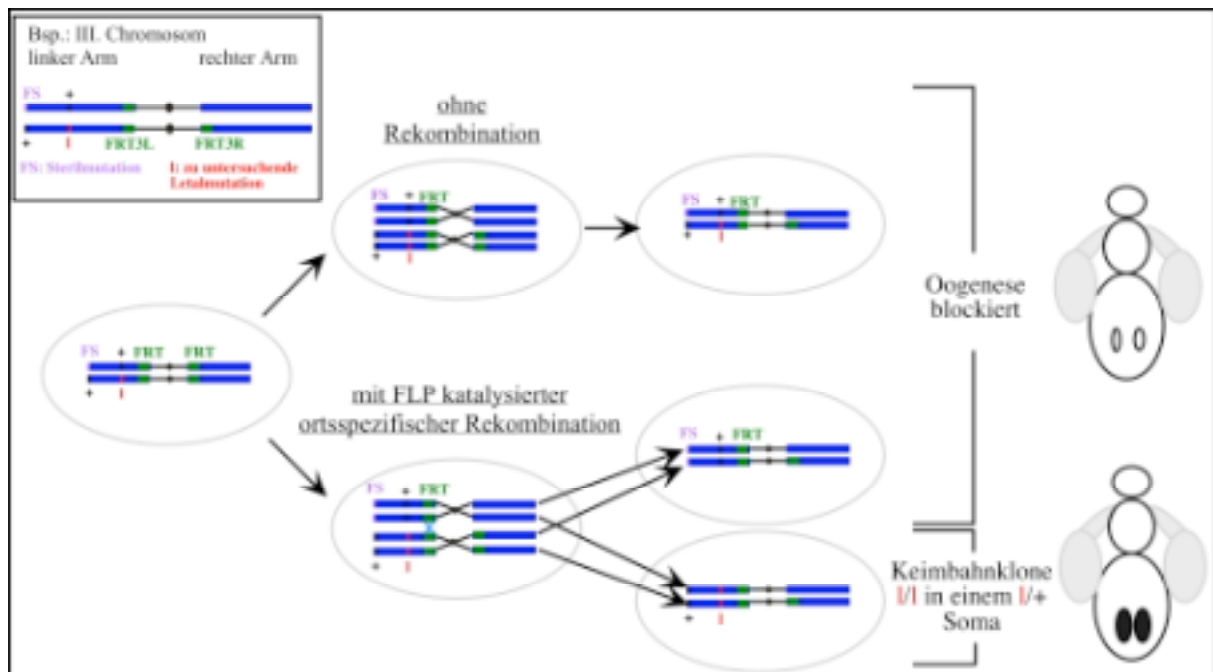 Bsp.: III. Chromosom
linker Arm rechter Arm
FS +
+ l FRT3L FRT3R
FS: Sterilmutation l: zu untersuchende
Letalmutation
ohne
Rekombination
FS + FRT
+ l
FS + FRT
+ l
Oogenese
blockiert
FS + FRT FRT
+ l
mit FLP katalysierter
ortsspezifischer Rekombination
FS + FRT
+ l
FS + FRT
+ l
Keimbahnklone
l/l in einem l/+
Soma